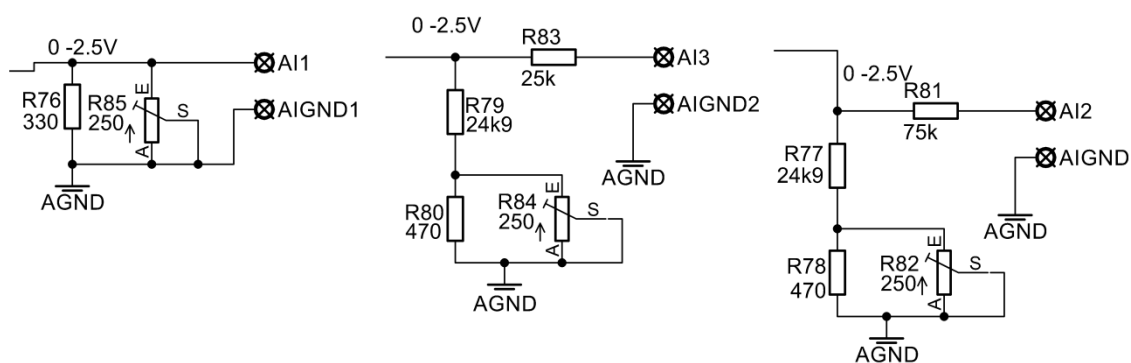 0 -2.5V
AI1
R76
330
R85
250
E
S
A
AIGND1
AGND
0 -2.5V
R83
25k
AI3
R79
24k9
AIGND2
AGND
R80
470
R84
250
E
S
A
AGND
0 -2.5V
R81
75k
AI2
R77
24k9
AIGND
AGND
R78
470
R82
250
E
S
A
AGND